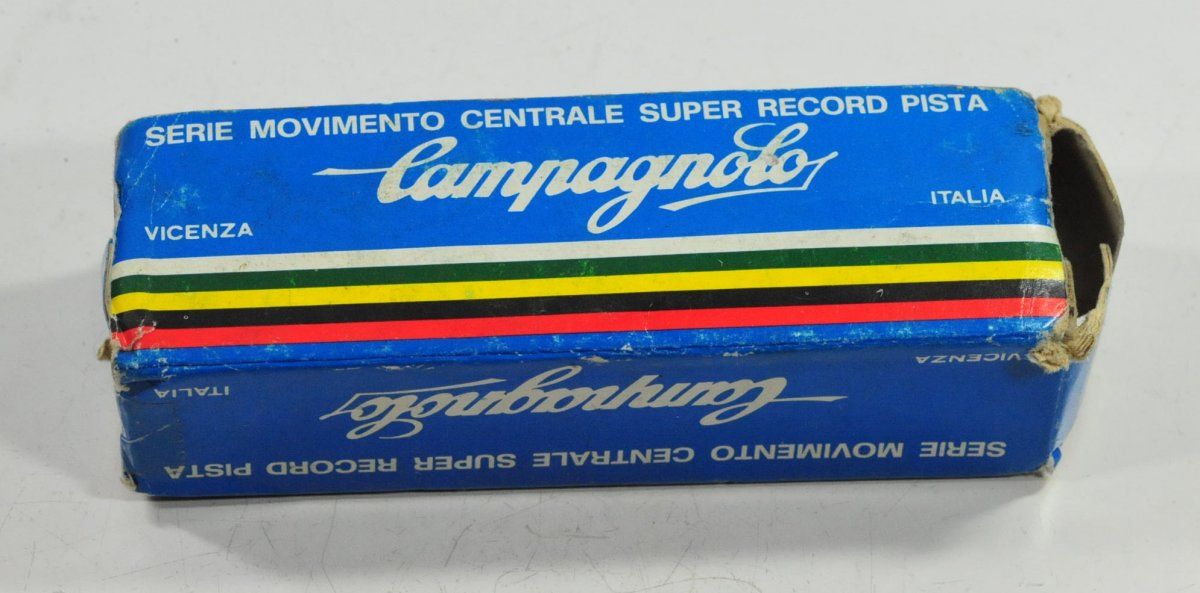 SERIE MOVIMENTO CENTRALE SUPER RECORD PISTA
Campagnolo
VICENZA
ITALIA
VICENZA
ITALIA
Campagnolo
SERIE MOVIMENTO CENTRALE SUPER RECORD PISTA